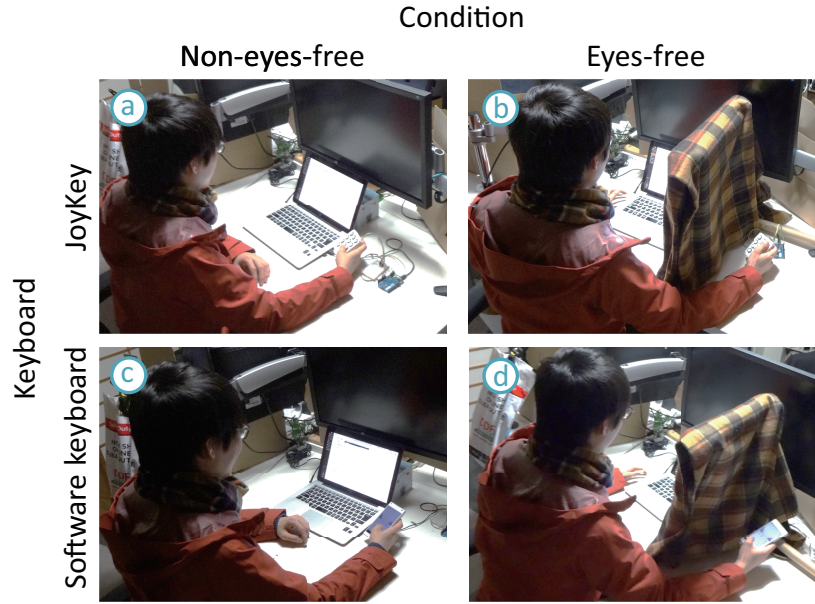 Condition
Non-eyes-free
Eyes-free
Keyboard
JoyKey
Software keyboard
a
b
c
d